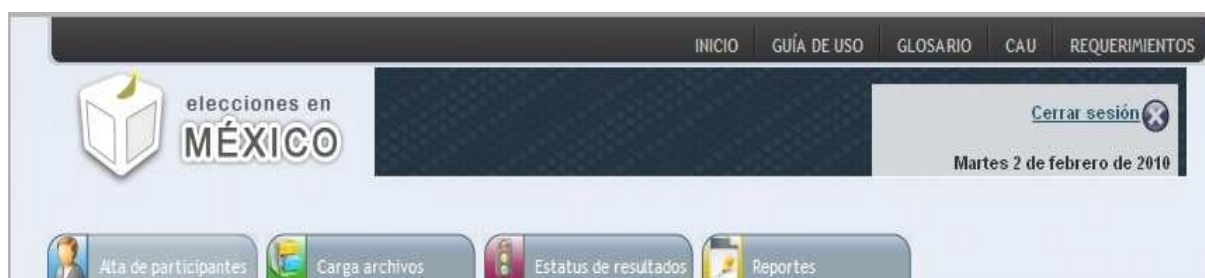 INICIO GUÍA DE USO GLOSARIO CAU REQUERIMIENTOS
elecciones en
MÉXICO
Cerrar sesión
Martes 2 de febrero de 2010
Alta de participantes Carga archivos Estatus de resultados Reportes